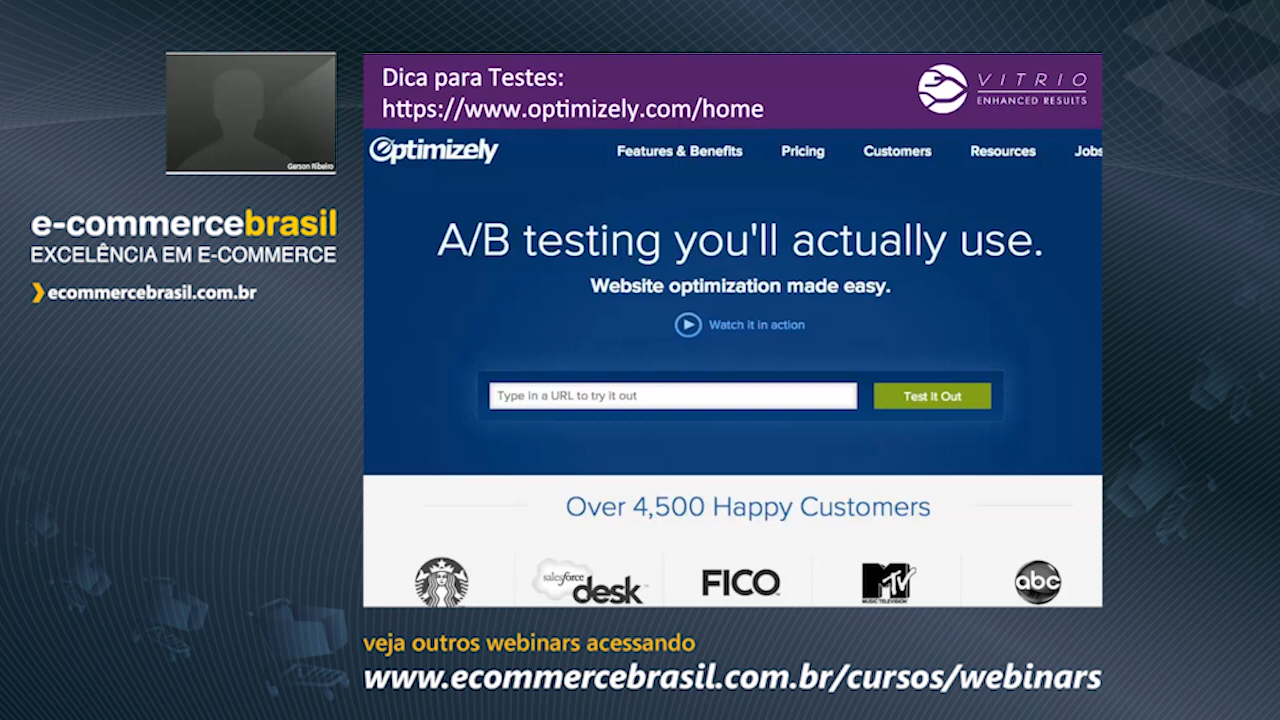 Gerson Ribeiro
e-commercebrasil
EXCELÊNCIA EM E-COMMERCE
ecommercebrasil.com.br
Dica para Testes:
https://www.optimizely.com/home
VITRIO
ENHANCED RESULTS
Optimizely
Features & Benefits
Pricing
Customers
Resources
Jobs
A/B testing you'll actually use.
Website optimization made easy.
Watch it in action
Type in a URL to try it out
Test it Out
Over 4,500 Happy Customers
salesforce
desk
FICO
MTV
MUSIC TELEVISION
abc
veja outros webinars acessando
www.ecommercebrasil.com.br/cursos/webinars